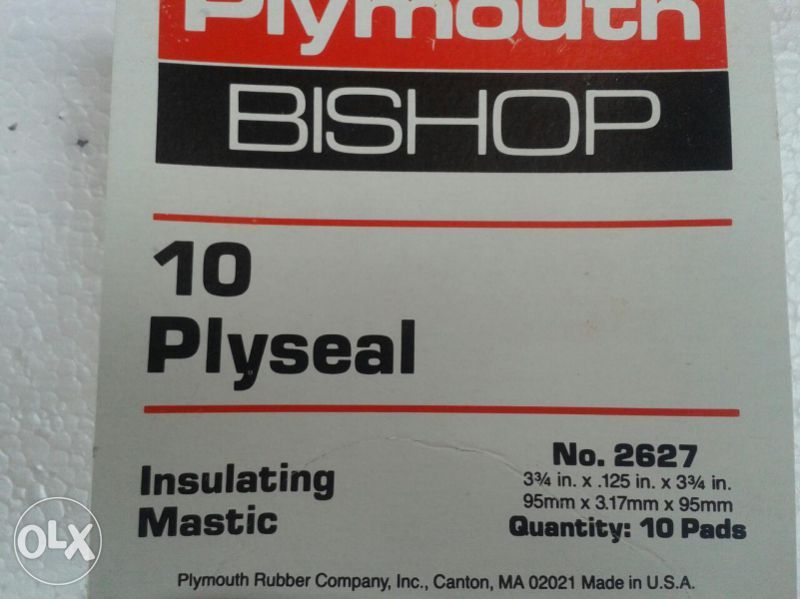 Plymouth
BISHOP
10
Plyseal
Insulating
Mastic
No. 2627
3¾ in. x .125 in. x 3¾ in.
95mm x 3.17mm x 95mm
Quantity: 10 Pads
Plymouth Rubber Company, Inc., Canton, MA 02021 Made in U.S.A.
OLX